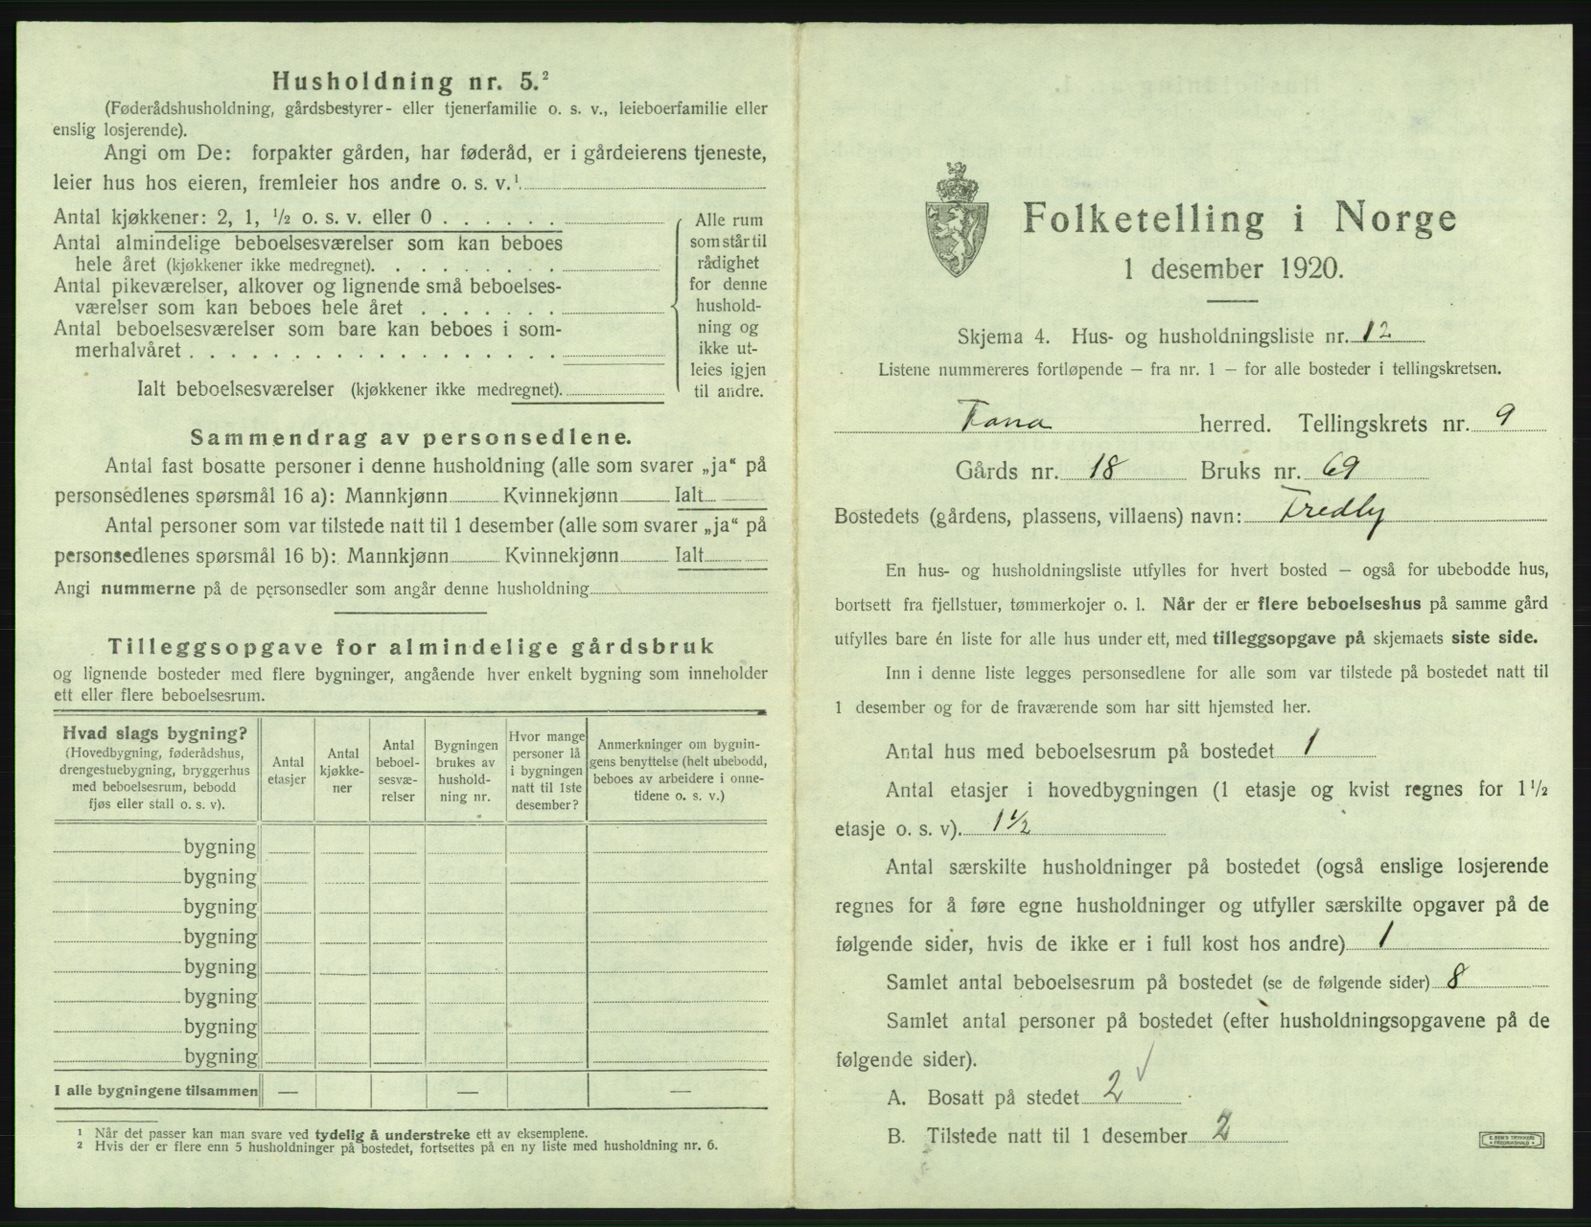 Husholdning nr. 5.²
(Føderådshusholdning, gårdsbestyrer- eller tjenerfamilie o. s. v., leieboerfamilie eller
enslig losjerende).
Angi om De: forpakter gården, har føderåd, er i gårdeierens tjeneste,
leier hus hos eieren, fremleier hos andre o. s. v.¹
Antal kjøkkener: 2, 1, ½ o. s. v. eller 0 . . . . . .
Antal almindelige beboelsesværelser som kan beboes
hele året (kjøkkener ikke medregnet). . . . . . . . .
Antal pikeværelser, alkover og lignende små beboelses-
værelser som kan beboes hele året . . . . . . .
Antal beboelsesværelser som bare kan beboes i som-
merhalvåret . . . . . . . . . . . . . . . . . .
Ialt beboelsesværelser (kjøkkener ikke medregnet).
Alle rum
som står til
rådighet
for denne
hushold-
ning og
ikke ut-
leies igjen
til andre.
Sammendrag av personsedlene.
Antal fast bosatte personer i denne husholdning (alle som svarer „ja“ på
personsedlenes spørsmål 16 a): Mannkjønn Kvinnekjønn Ialt
Antal personer som var tilstede natt til 1 desember (alle som svarer „ja“ på
personsedlenes spørsmål 16 b): Mannkjønn Kvinnekjønn Ialt
Angi nummerne på de personsedler som angår denne husholdning
Tilleggsopgave for almindelige gårdsbruk
og lignende bosteder med flere bygninger, angående hver enkelt bygning som inneholder
ett eller flere beboelsesrum.
Hvad slags bygning?
(Hovedbygning, føderådshus,
drengestuebygning, bryggerhus
med beboelsesrum, bebodd
fjøs eller stall o. s. v).
Antal
etasjer
Antal
kjøkke-
ner
Antal
beboel-
sesvæ-
relser
Bygningen
brukes av
hushold-
ning nr.
Hvor mange
personer lå
i bygningen
natt til 1ste
desember?
Anmerkninger om bygnin-
gens benyttelse (helt ubebodd,
beboes av arbeidere i onne-
tidene o. s. v.)
bygning
bygning
bygning
bygning
bygning
bygning
bygning
bygning
I alle bygningene tilsammen — — —
¹ Når det passer kan man svare ved tydelig å understreke ett av eksemplene.
² Hvis der er flere enn 5 husholdninger på bostedet, fortsettes på en ny liste med husholdning nr. 6.
Folketelling i Norge
1 desember 1920.
Skjema 4. Hus- og husholdningsliste nr. 12
Listene nummereres fortløpende — fra nr. 1 — for alle bosteder i tellingskretsen.
Fana herred. Tellingskrets nr. 9
Gårds nr. 18 Bruks nr. 69
Bostedets (gårdens, plassens, villaens) navn: Fredly
En hus- og husholdningsliste utfylles for hvert bosted — også for ubebodde hus,
bortsett fra fjellstuer, tømmerkojer o. l. Når der er flere beboelseshus på samme gård
utfylles bare én liste for alle hus under ett, med tilleggsopgave på skjemaets siste side.
Inn i denne liste legges personsedlene for alle som var tilstede på bostedet natt til
1 desember og for de fraværende som har sitt hjemsted her.
Antal hus med beboelsesrum på bostedet 1
Antal etasjer i hovedbygningen (1 etasje og kvist regnes for 1½
etasje o. s. v). 1½
Antal særskilte husholdninger på bostedet (også enslige losjerende
regnes for å føre egne husholdninger og utfyller særskilte opgaver på de
følgende sider, hvis de ikke er i full kost hos andre) 1
Samlet antal beboelsesrum på bostedet (se de følgende sider) 8
Samlet antal personer på bostedet (efter husholdningsopgavene på de
følgende sider).
A. Bosatt på stedet 2 ✓
B. Tilstede natt til 1 desember 2